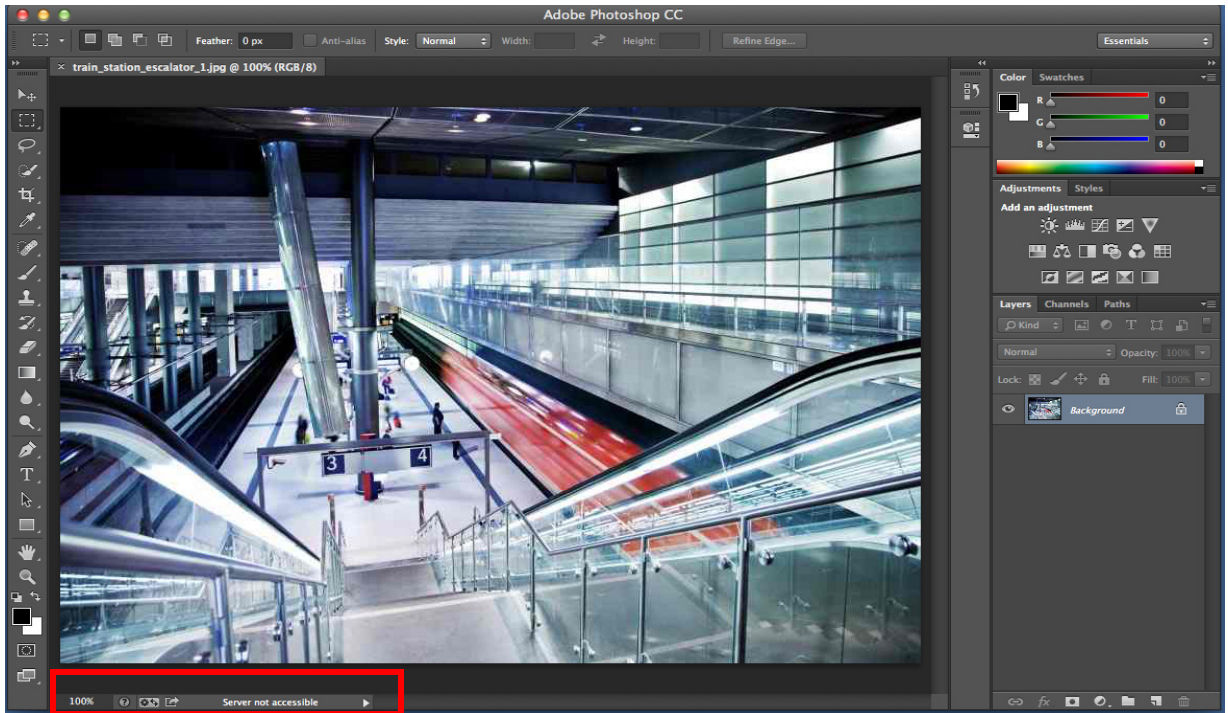 Adobe Photoshop CC
Feather: 0 px Anti-alias Style: Normal Width: Height: Refine Edge... Essentials
× train_station_escalator_1.jpg @ 100% (RGB/8)
Color Swatches
R 0
G 0
B 0
Adjustments Styles
Add an adjustment
Layers Channels Paths
Kind
Normal Opacity: 100%
Lock: Fill: 100%
Background
3 4
T
100% Server not accessible
fx